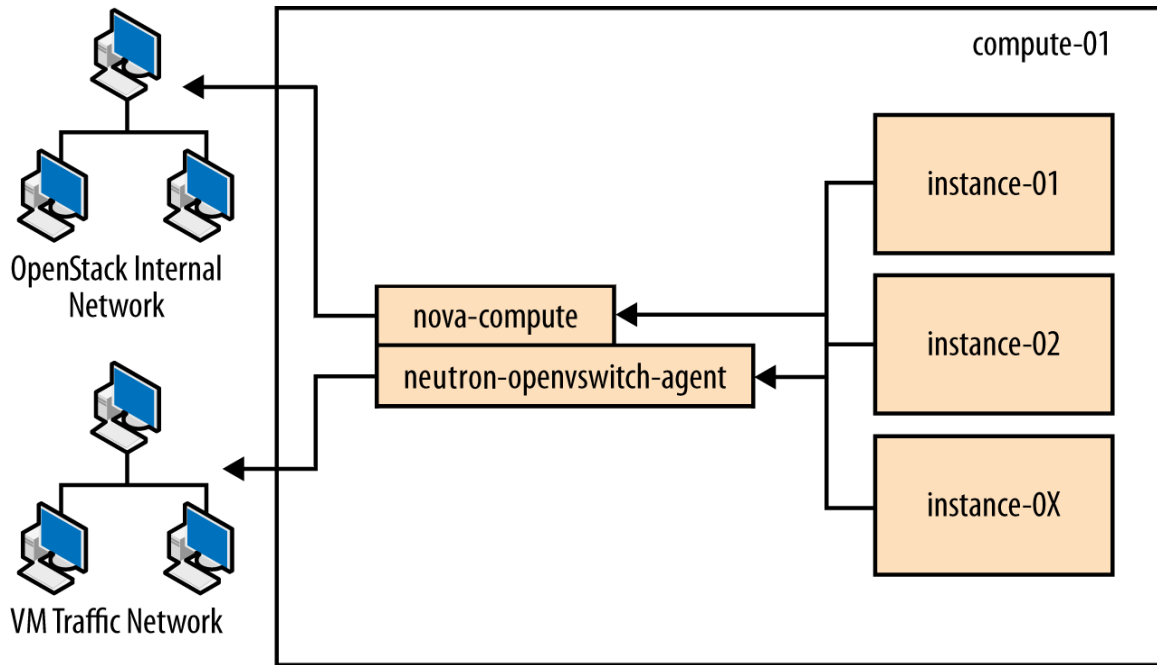 compute-01
instance-01
OpenStack Internal
Network
nova-compute
instance-02
neutron-openvswitch-agent
instance-0X
VM Traffic Network